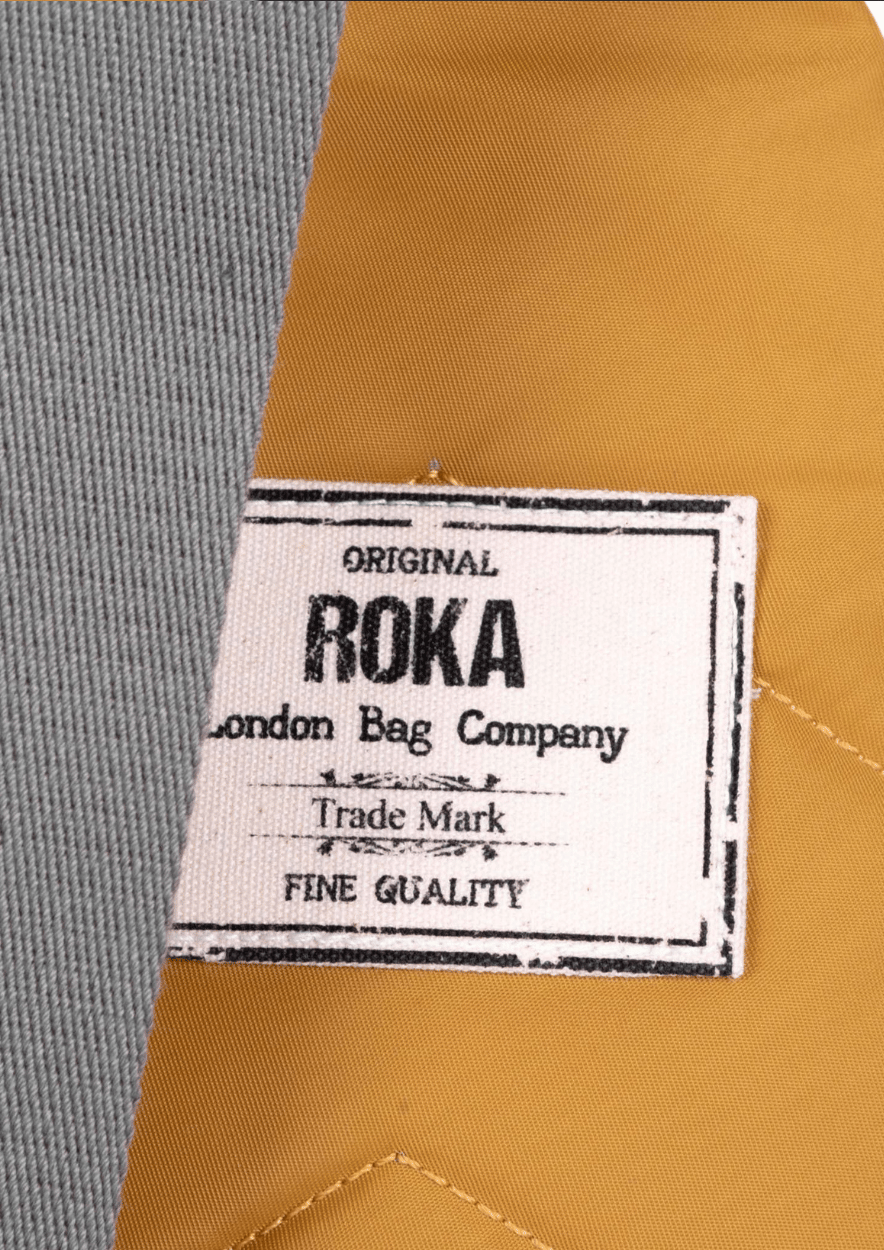 ORIGINAL
ROKA
London Bag Company
Trade Mark
FINE QUALITY